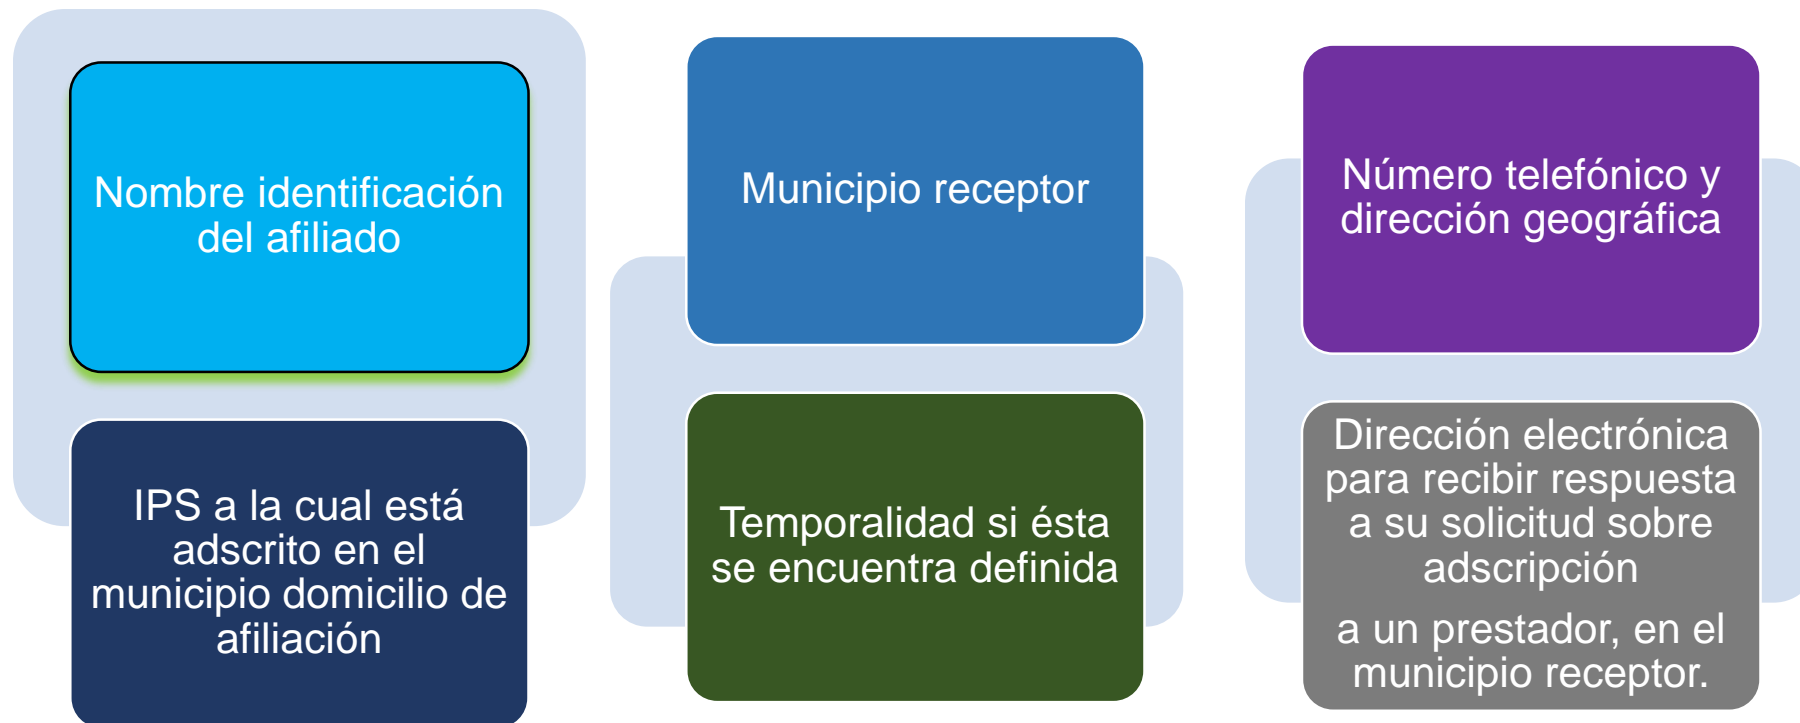 Nombre identificación
del afiliado
IPS a la cual está
adscrito en el
municipio domicilio de
afiliación
Municipio receptor
Temporalidad si ésta
se encuentra definida
Número telefónico y
dirección geográfica
Dirección electrónica
para recibir respuesta
a su solicitud sobre
adscripción
a un prestador, en el
municipio receptor.